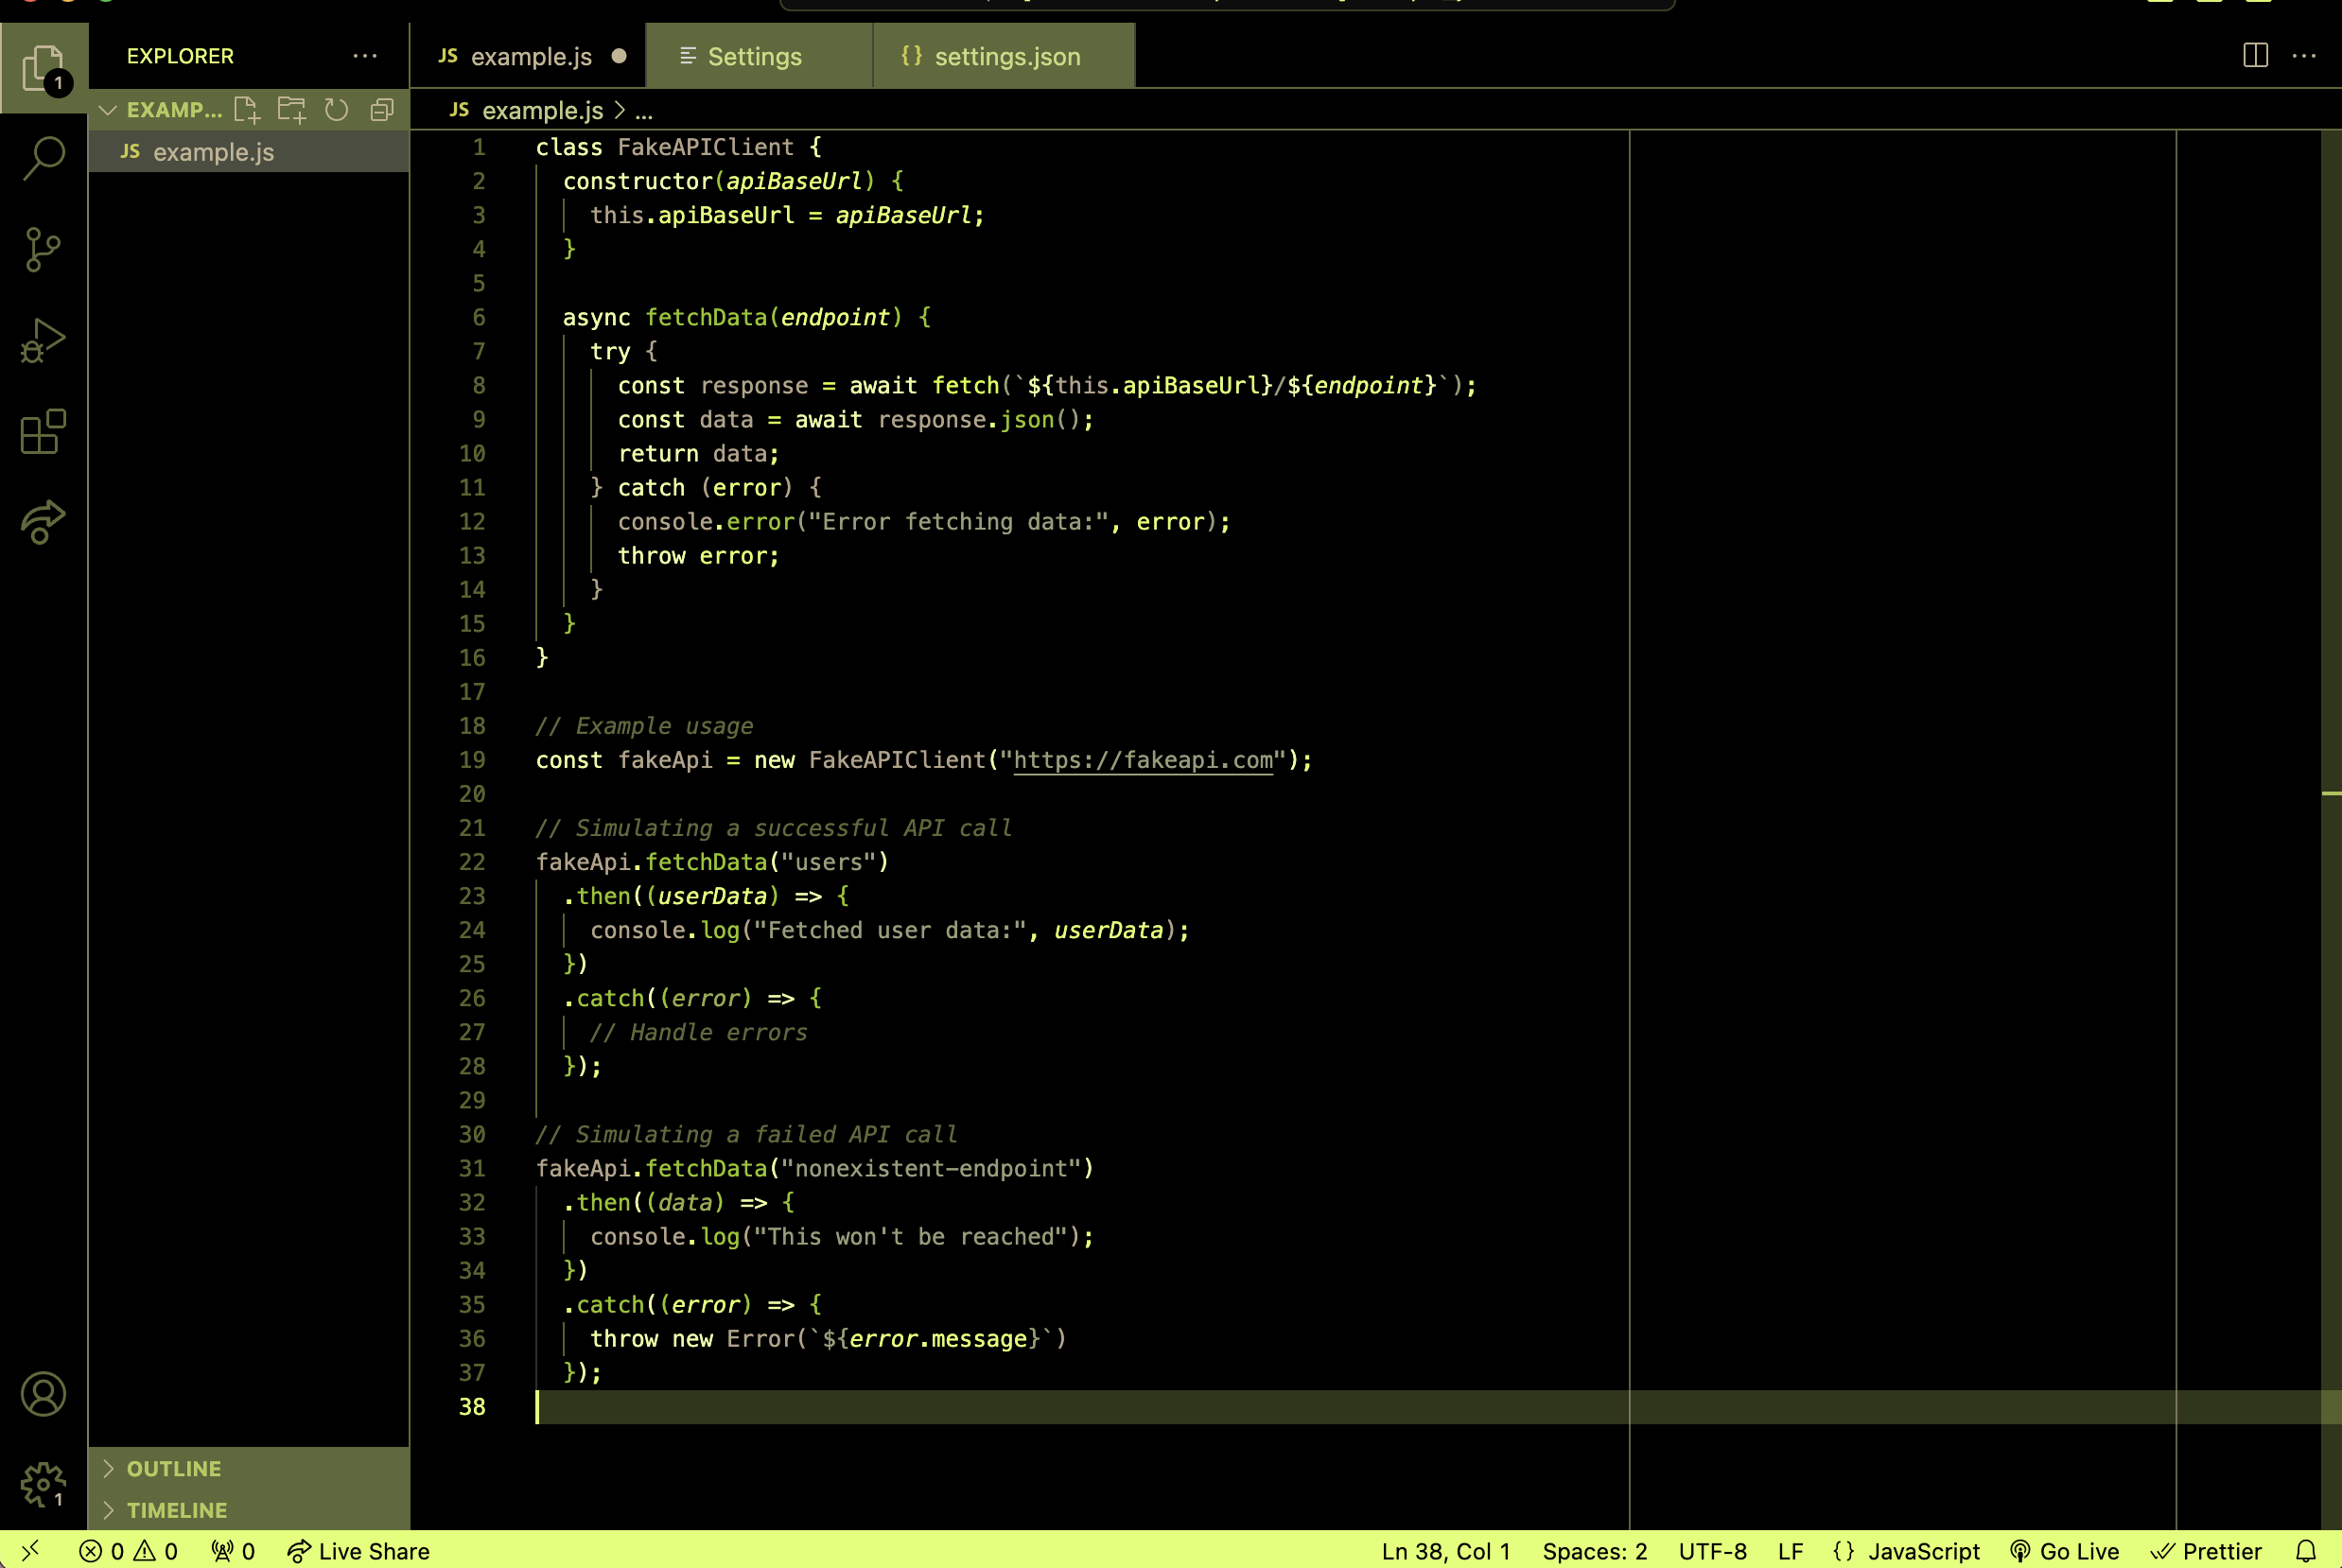 EXPLORER
1
EXAMP...
JS example.js
OUTLINE
TIMELINE
1
JS example.js
Settings
{} settings.json
JS example.js > ...
1 class FakeAPIClient {
2 constructor(apiBaseUrl) {
3 this.apiBaseUrl = apiBaseUrl;
4 }
5
6 async fetchData(endpoint) {
7 try {
8 const response = await fetch(`${this.apiBaseUrl}/${endpoint}`);
9 const data = await response.json();
10 return data;
11 } catch (error) {
12 console.error("Error fetching data:", error);
13 throw error;
14 }
15 }
16 }
17
18 // Example usage
19 const fakeApi = new FakeAPIClient("https://fakeapi.com");
20
21 // Simulating a successful API call
22 fakeApi.fetchData("users")
23 .then((userData) => {
24 console.log("Fetched user data:", userData);
25 })
26 .catch((error) => {
27 // Handle errors
28 });
29
30 // Simulating a failed API call
31 fakeApi.fetchData("nonexistent-endpoint")
32 .then((data) => {
33 console.log("This won't be reached");
34 })
35 .catch((error) => {
36 throw new Error(`${error.message}`)
37 });
38
0 0 0 Live Share Ln 38, Col 1 Spaces: 2 UTF-8 LF {} JavaScript Go Live Prettier